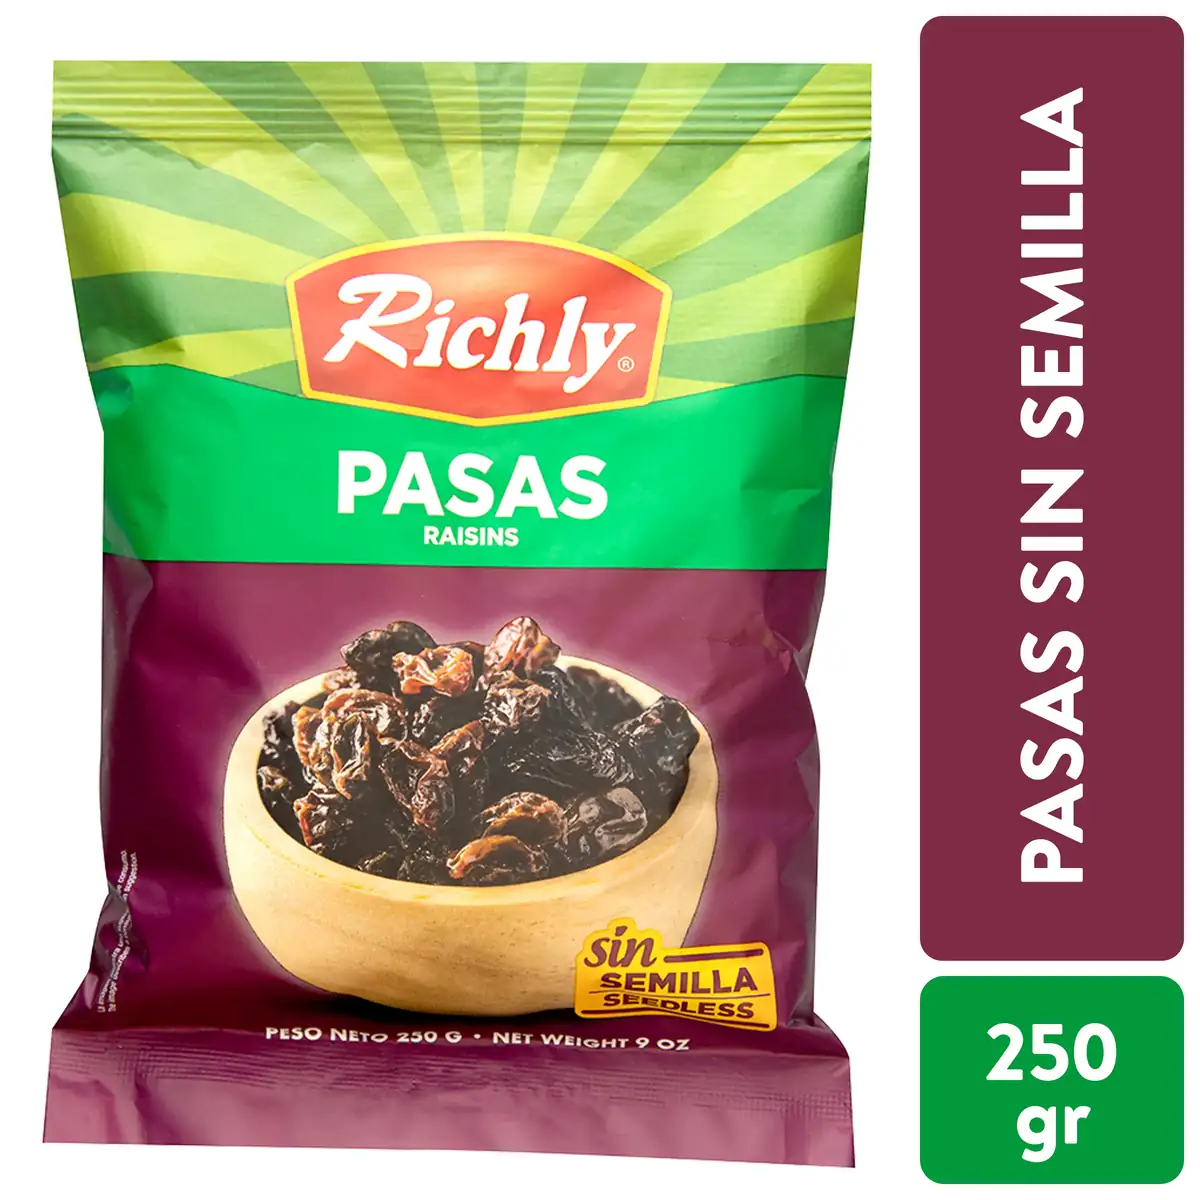 Richly®
PASAS
RAISINS
sin
SEMILLA
SEEDLESS
PESO NETO 250 G • NET WEIGHT 9 OZ
PASAS SIN SEMILLA
250
gr